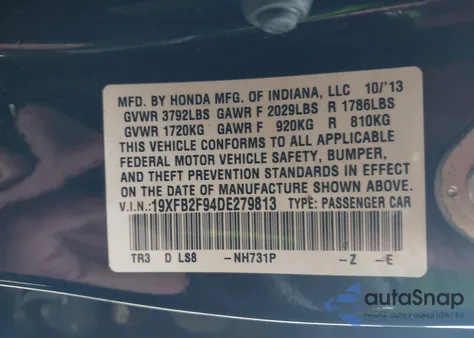 MFD. BY HONDA MFG. OF INDIANA, LLC 10/'13
GVWR 3792LBS GAWR F 2029LBS R 1786LBS
GVWR 1720KG GAWR F 920KG R 810KG
THIS VEHICLE CONFORMS TO ALL APPLICABLE
FEDERAL MOTOR VEHICLE SAFETY, BUMPER,
AND THEFT PREVENTION STANDARDS IN EFFECT
ON THE DATE OF MANUFACTURE SHOWN ABOVE.
V.I.N.: 19XFB2F94DE279813 TYPE: PASSENGER CAR
TR3 D LS8 -NH731P -Z -E
autoSnap